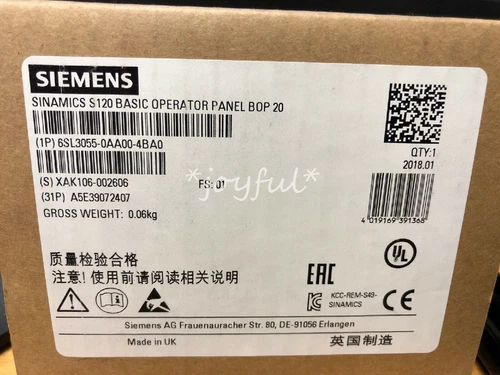 SIEMENS
SINAMICS S120 BASIC OPERATOR PANEL BOP 20
(1P) 6SL3055-0AA00-4BA0
QTY:1
2018.01
(S) XAK106-002606
FS: 01
*joyful*
(31P) A5E39072407
GROSS WEIGHT: 0.06kg
4 019169 391368
质量检验合格
注意! 使用前请阅读相关说明
UL
EAC
KCC-REM-S49-
SINAMICS
CE
Siemens AG Frauenauracher Str. 80, DE-91056 Erlangen
Made in UK
英国制造